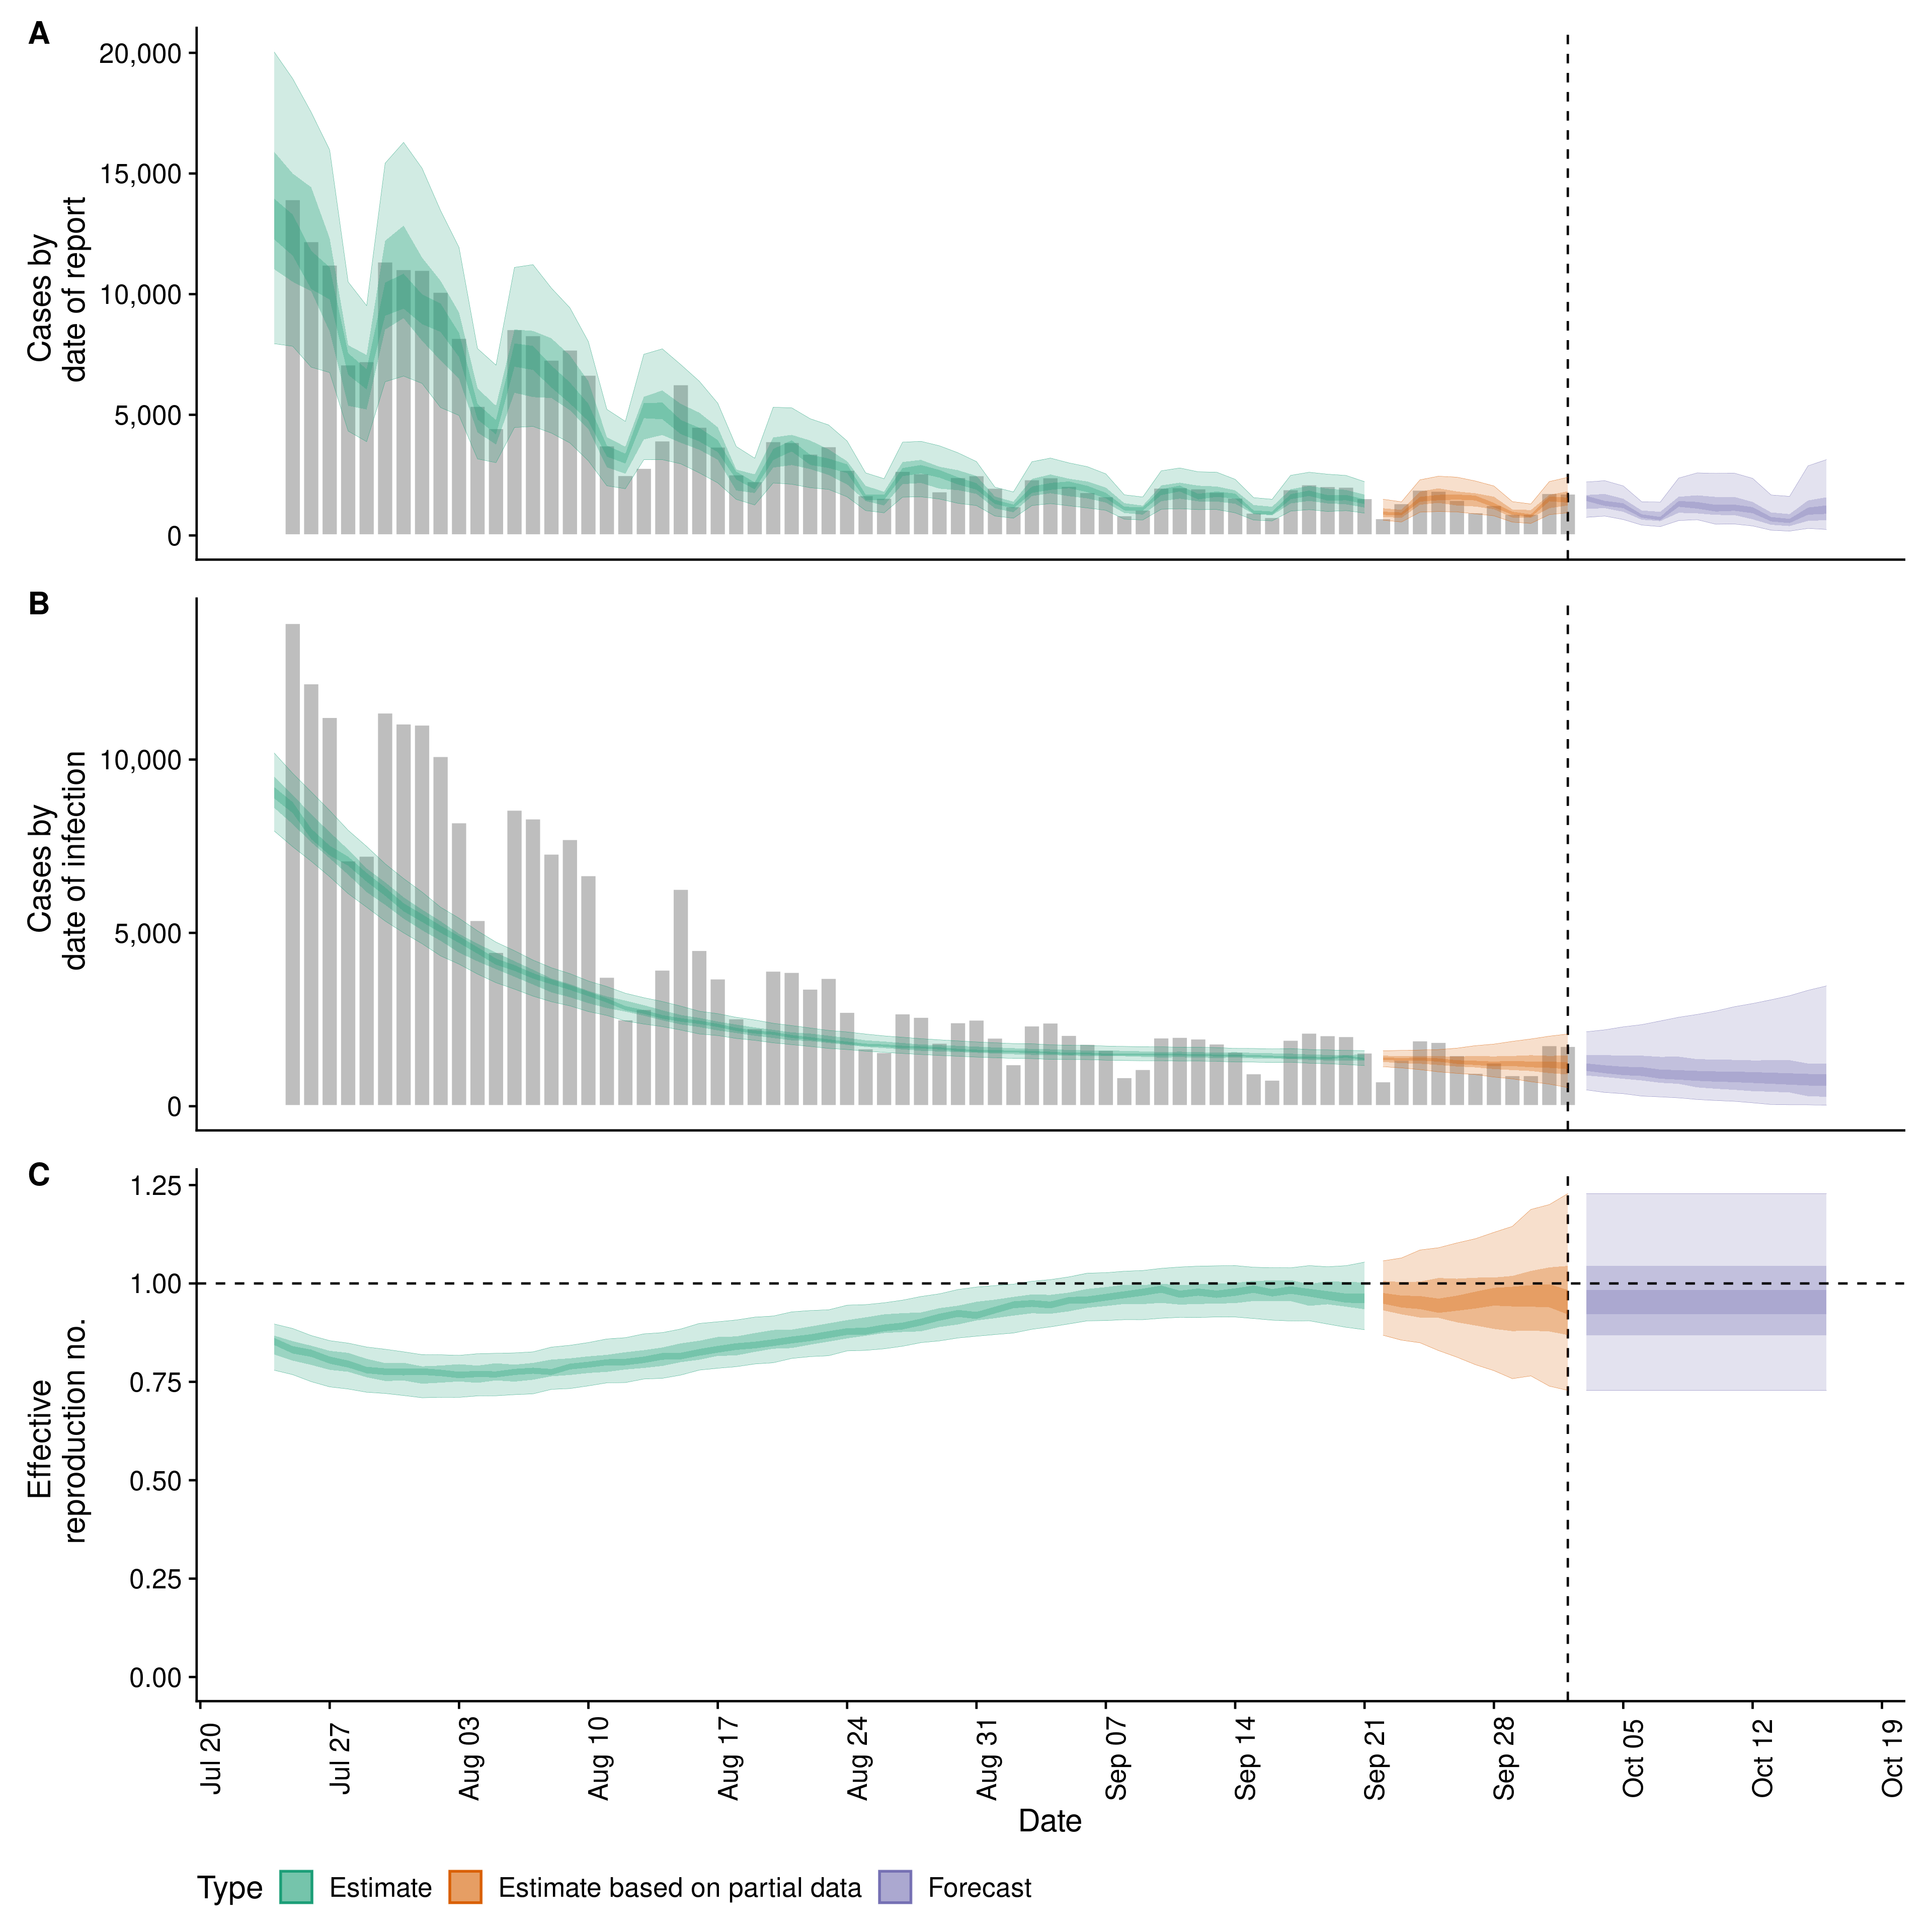 A
20,000
15,000
10,000
5,000
0
Cases by
date of report
B
10,000
5,000
0
Cases by
date of infection
C
1.25
1.00
0.75
0.50
0.25
0.00
Effective
reproduction no.
Jul 20
Jul 27
Aug 03
Aug 10
Aug 17
Aug 24
Aug 31
Sep 07
Sep 14
Sep 21
Sep 28
Oct 05
Oct 12
Oct 19
Date
Type Estimate Estimate based on partial data Forecast